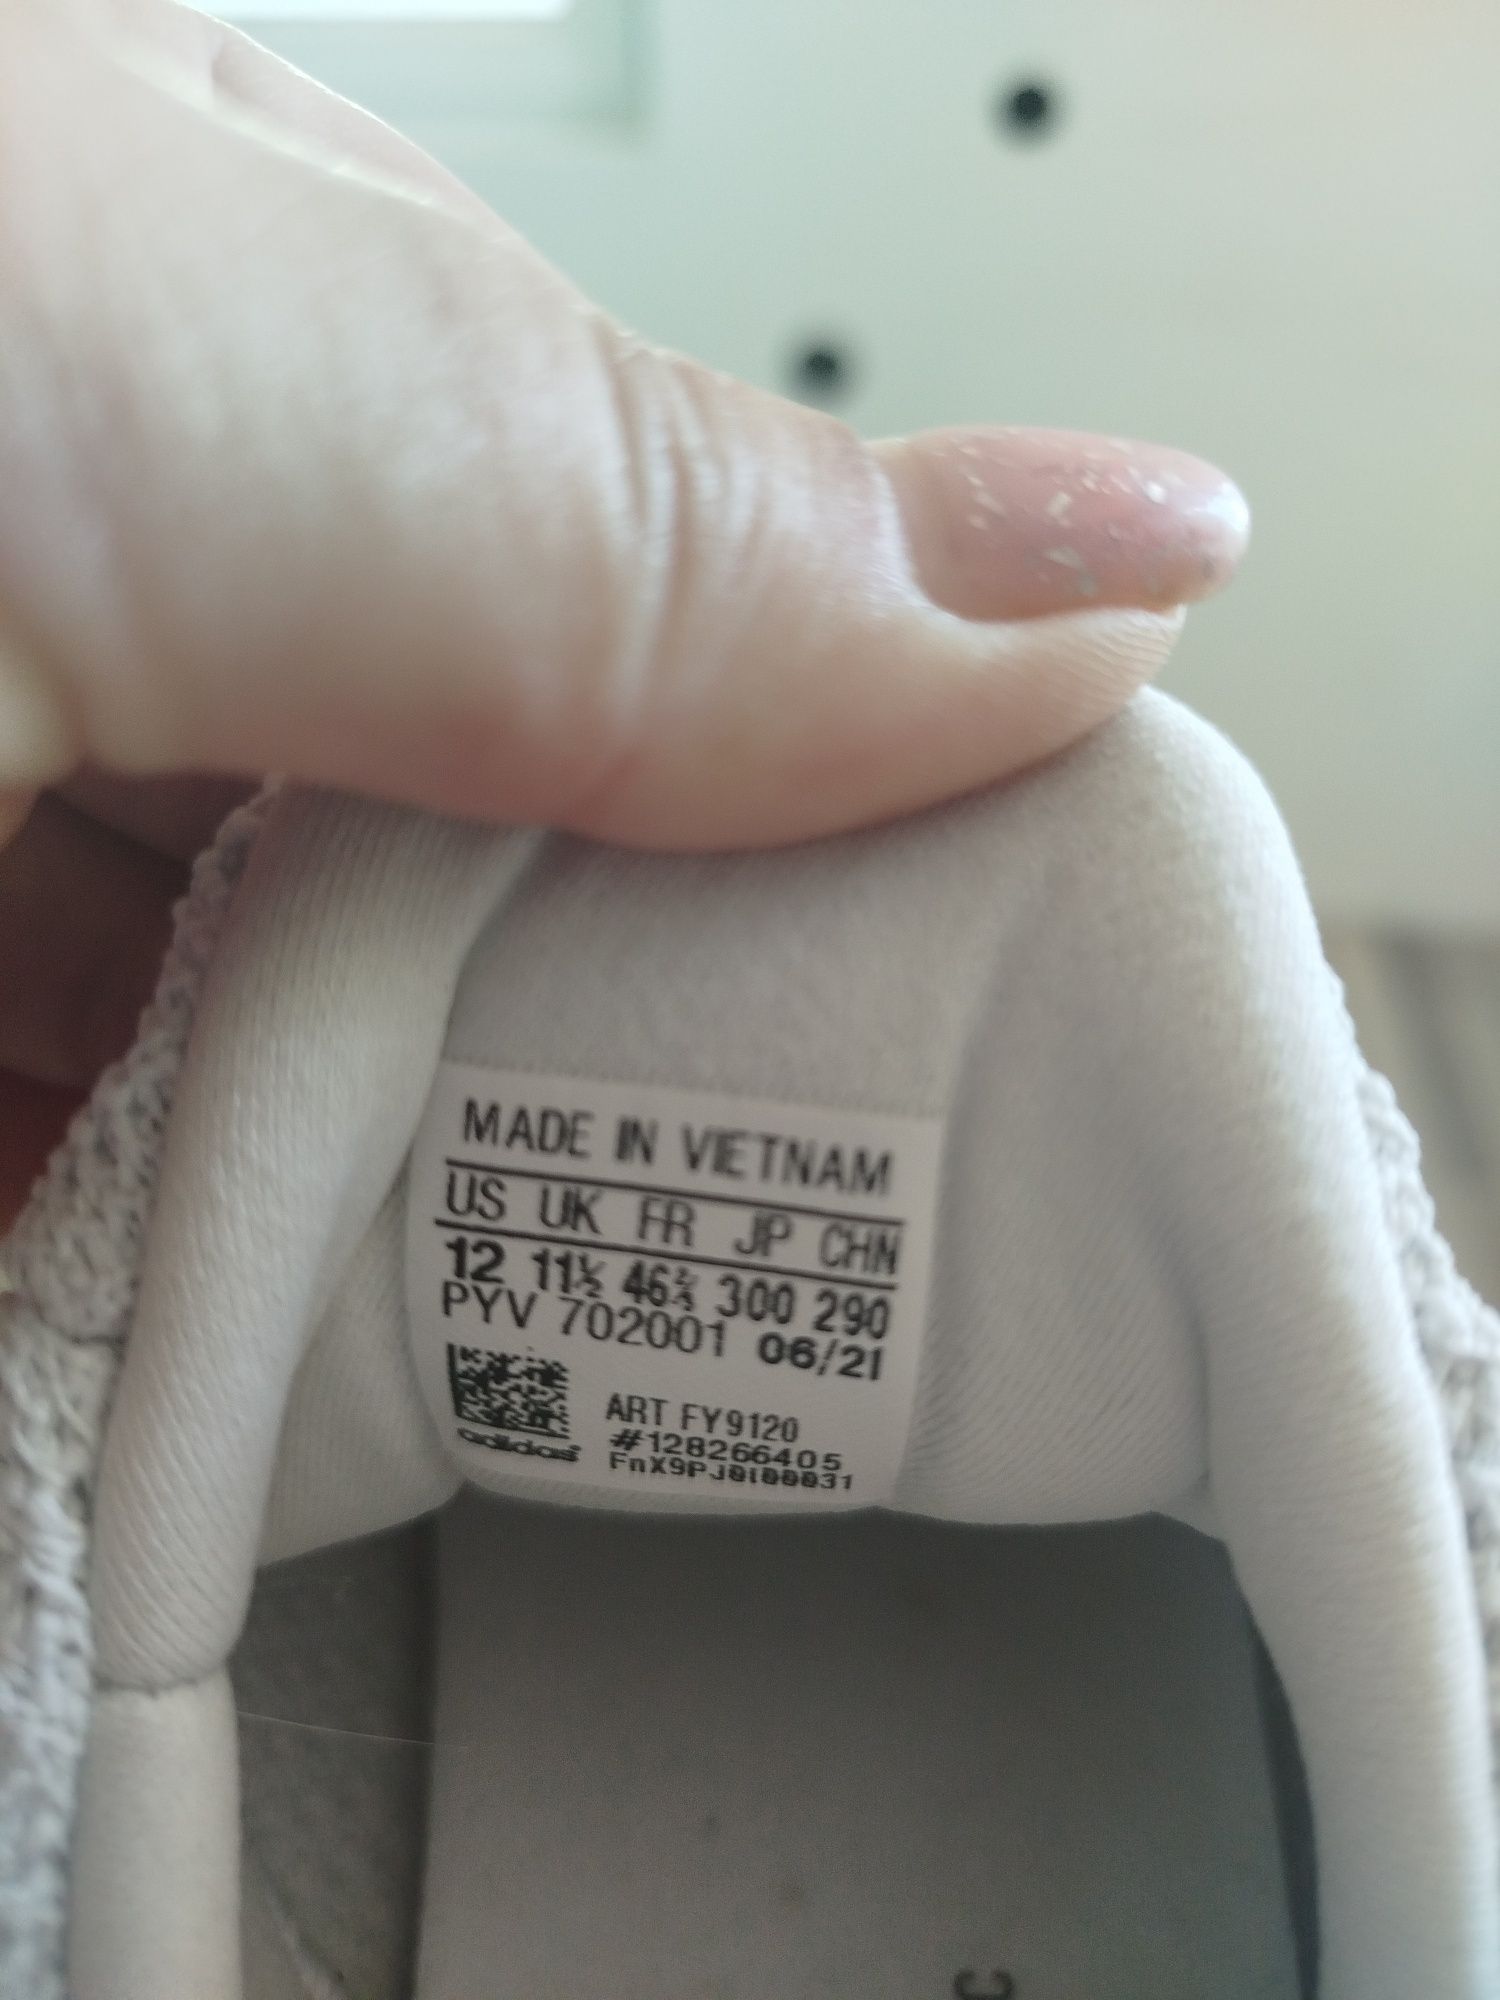 MADE IN VIETNAM
US UK FR JP CHN
12 11½ 46⅔ 300 290
PYV 702001 06/21
ART FY9120
#128266405
FnX9PJ0l00031
adidas
C